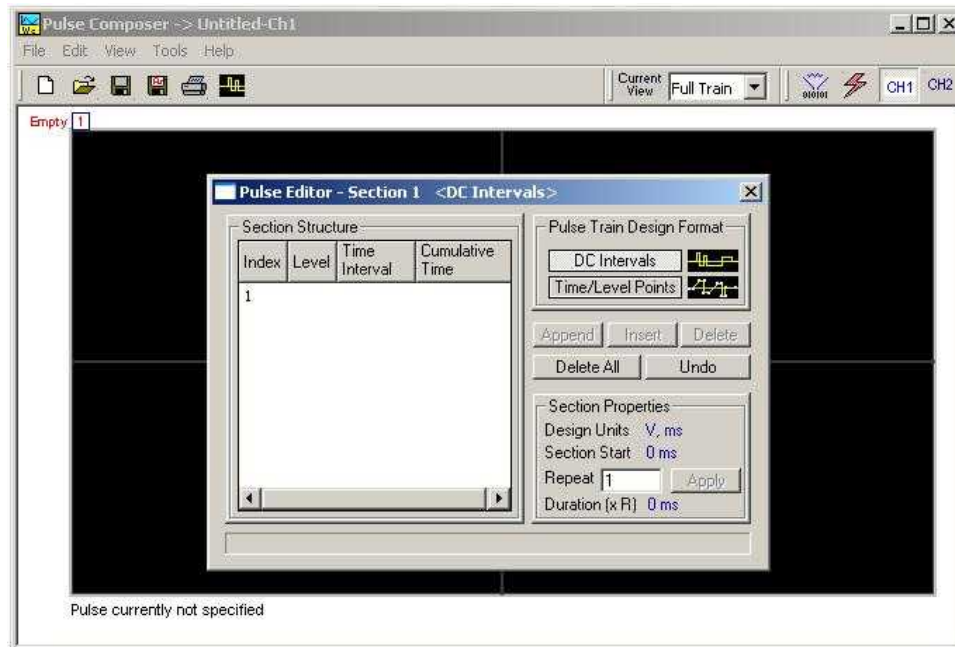 Pulse Composer -> Untitled-Ch1
File Edit View Tools Help
Current View Full Train
010101
CH1 CH2
Empty 1
Pulse Editor - Section 1 <DC Intervals>
Section Structure
Index Level Time Interval Cumulative Time
1
Pulse Train Design Format
DC Intervals
Time/Level Points
Append Insert Delete
Delete All Undo
Section Properties
Design Units V, ms
Section Start 0 ms
Repeat 1 Apply
Duration (x R) 0 ms
Pulse currently not specified